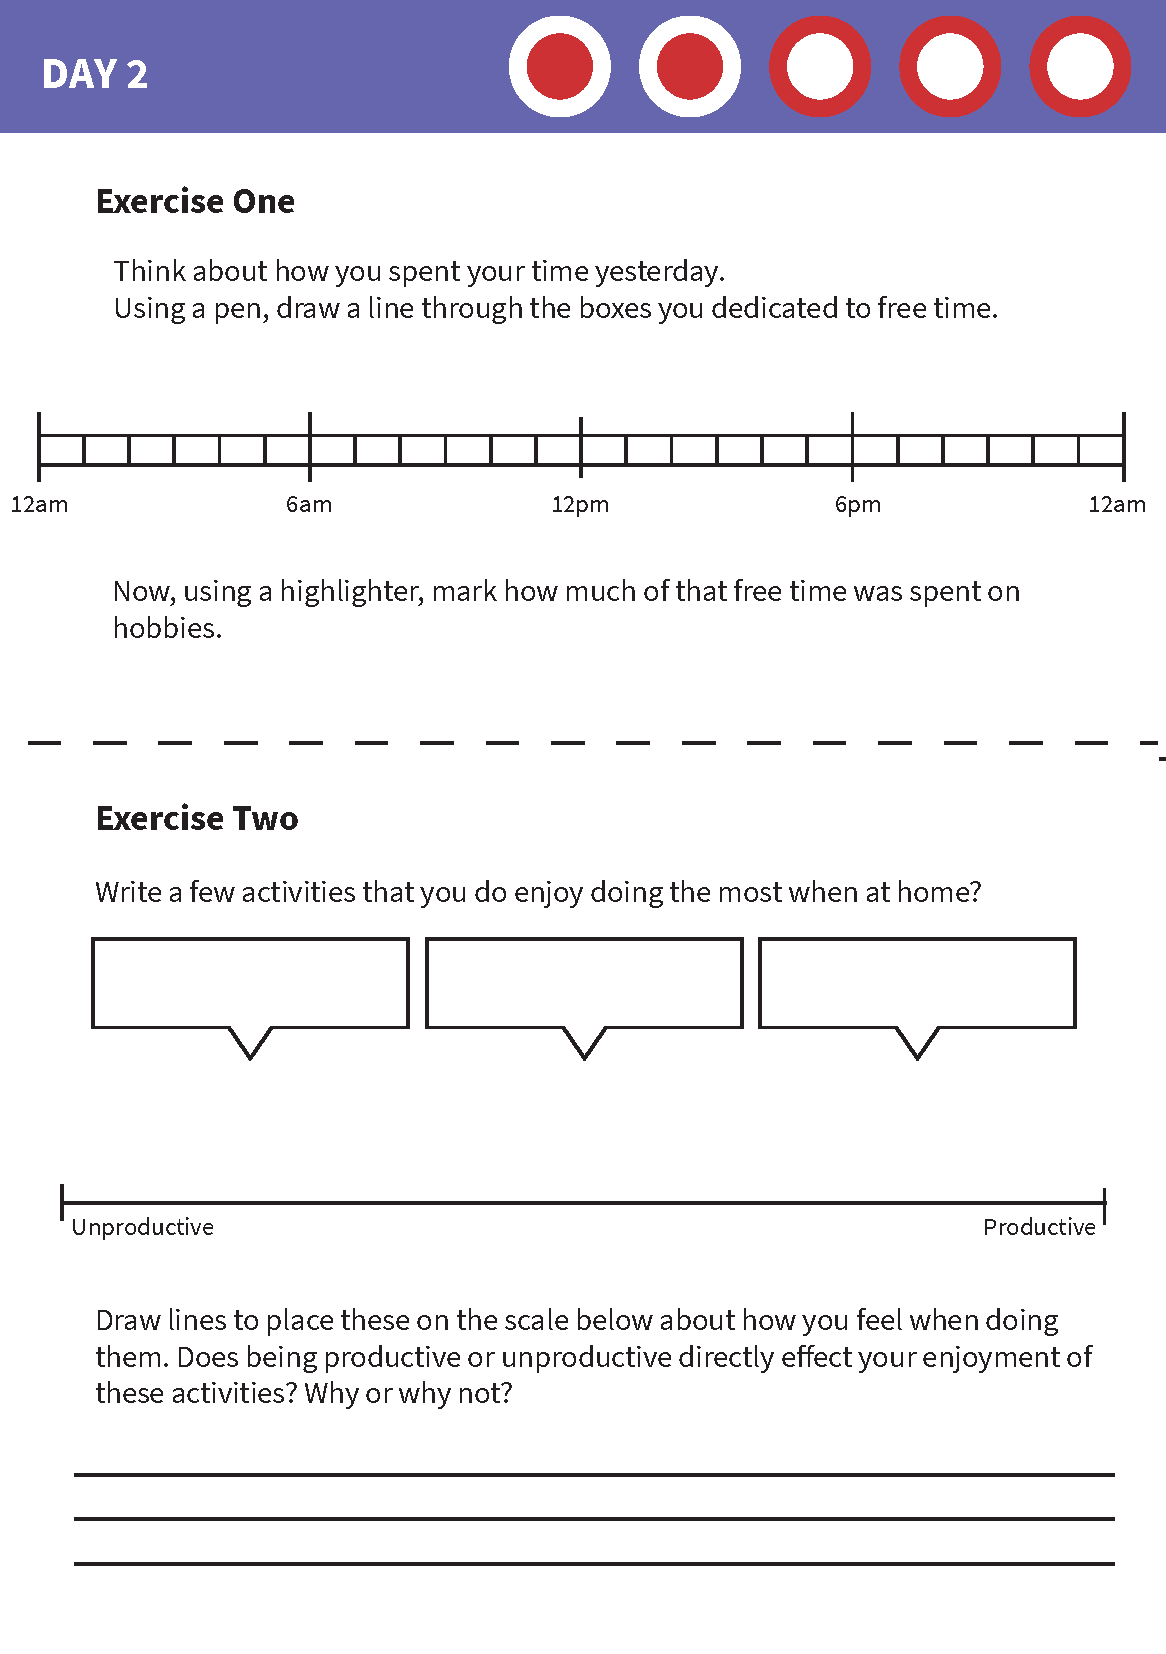 DAY 2
Exercise One
Think about how you spent your time yesterday.
Using a pen, draw a line through the boxes you dedicated to free time.
12am 6am 12pm 6pm 12am
Now, using a highlighter, mark how much of that free time was spent on
hobbies.
Exercise Two
Write a few activities that you do enjoy doing the most when at home?
Unproductive Productive
Draw lines to place these on the scale below about how you feel when doing
them. Does being productive or unproductive directly effect your enjoyment of
these activities? Why or why not?